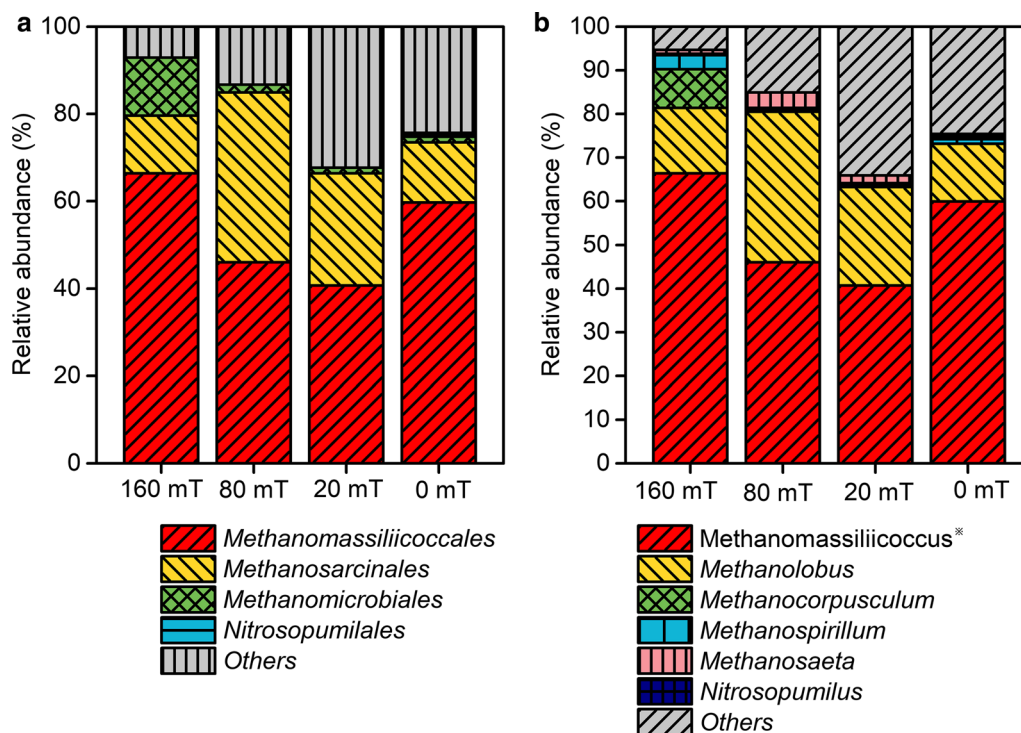 a
Relative abundance (%)
100
80
60
40
20
0
160 mT 80 mT 20 mT 0 mT
Methanomassiliicoccales
Methanosarcinales
Methanomicrobiales
Nitrosopumilales
Others
b
Relative abundance (%)
100
90
80
70
60
50
40
30
20
10
0
160 mT 80 mT 20 mT 0 mT
Methanomassiliicoccus※
Methanolobus
Methanocorpusculum
Methanospirillum
Methanosaeta
Nitrosopumilus
Others